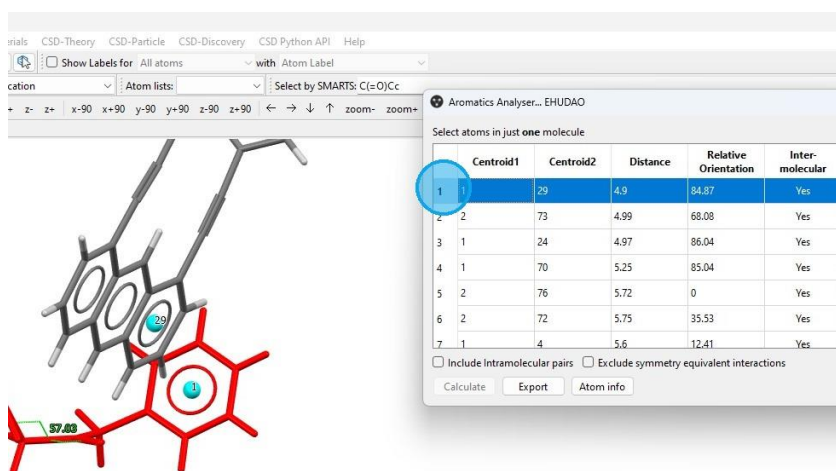 CSD-Theory CSD-Particle CSD-Discovery CSD Python API Help
Show Labels for All atoms with Atom Label
Atom lists: Select by SMARTS: C(=O)Cc
z- z+ x-90 x+90 y-90 y+90 z-90 z+90 ← → ↓ ↑ zoom- zoom+
Aromatics Analyser... EHUDAO
Select atoms in just one molecule
Centroid1 Centroid2 Distance Relative Orientation Inter-molecular
1 1 29 4.9 84.87 Yes
2 2 73 4.99 68.08 Yes
3 1 24 4.97 86.04 Yes
4 1 70 5.25 85.04 Yes
5 2 76 5.72 0 Yes
6 2 72 5.75 35.53 Yes
7 1 4 5.6 12.41 Yes
Include Intramolecular pairs Exclude symmetry equivalent interactions
Calculate Export Atom info
29
1
57.03